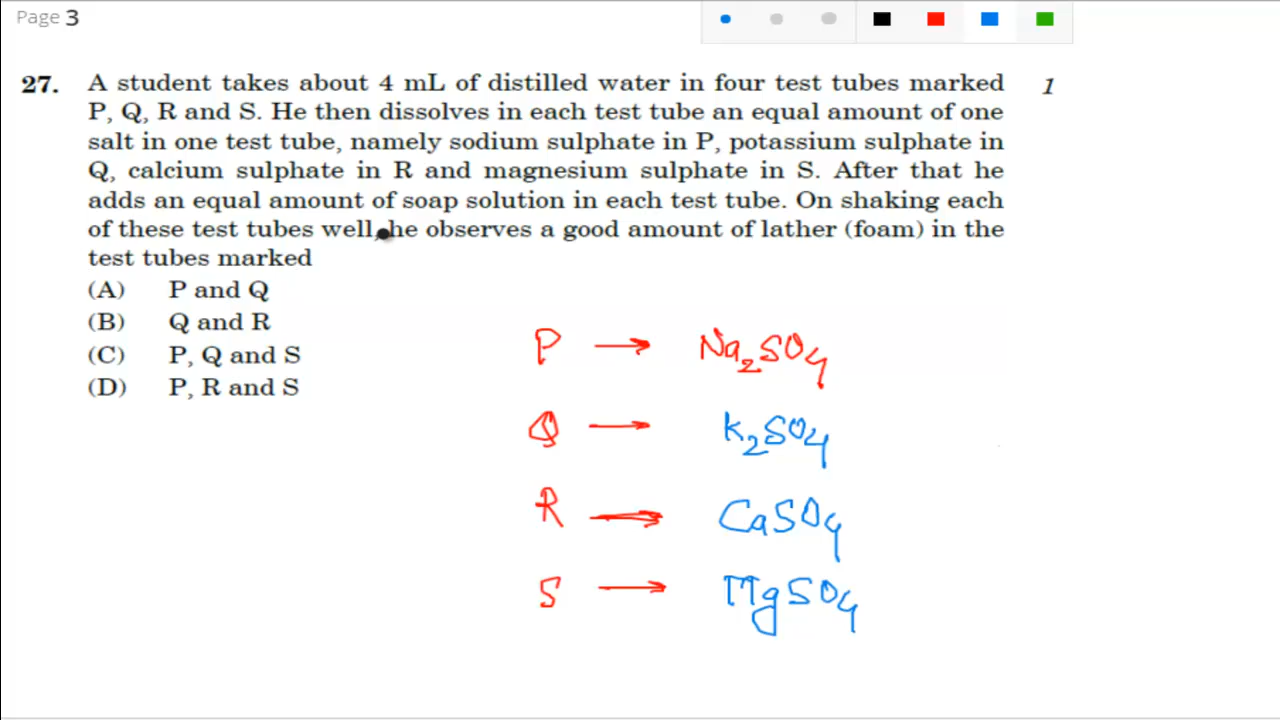 Page 3
27. A student takes about 4 mL of distilled water in four test tubes marked 1
P, Q, R and S. He then dissolves in each test tube an equal amount of one
salt in one test tube, namely sodium sulphate in P, potassium sulphate in
Q, calcium sulphate in R and magnesium sulphate in S. After that he
adds an equal amount of soap solution in each test tube. On shaking each
of these test tubes well, he observes a good amount of lather (foam) in the
test tubes marked
(A) P and Q
(B) Q and R
(C) P, Q and S
(D) P, R and S
P → Na₂SO₄
Q → K₂SO₄
R → CaSO₄
S → MgSO₄